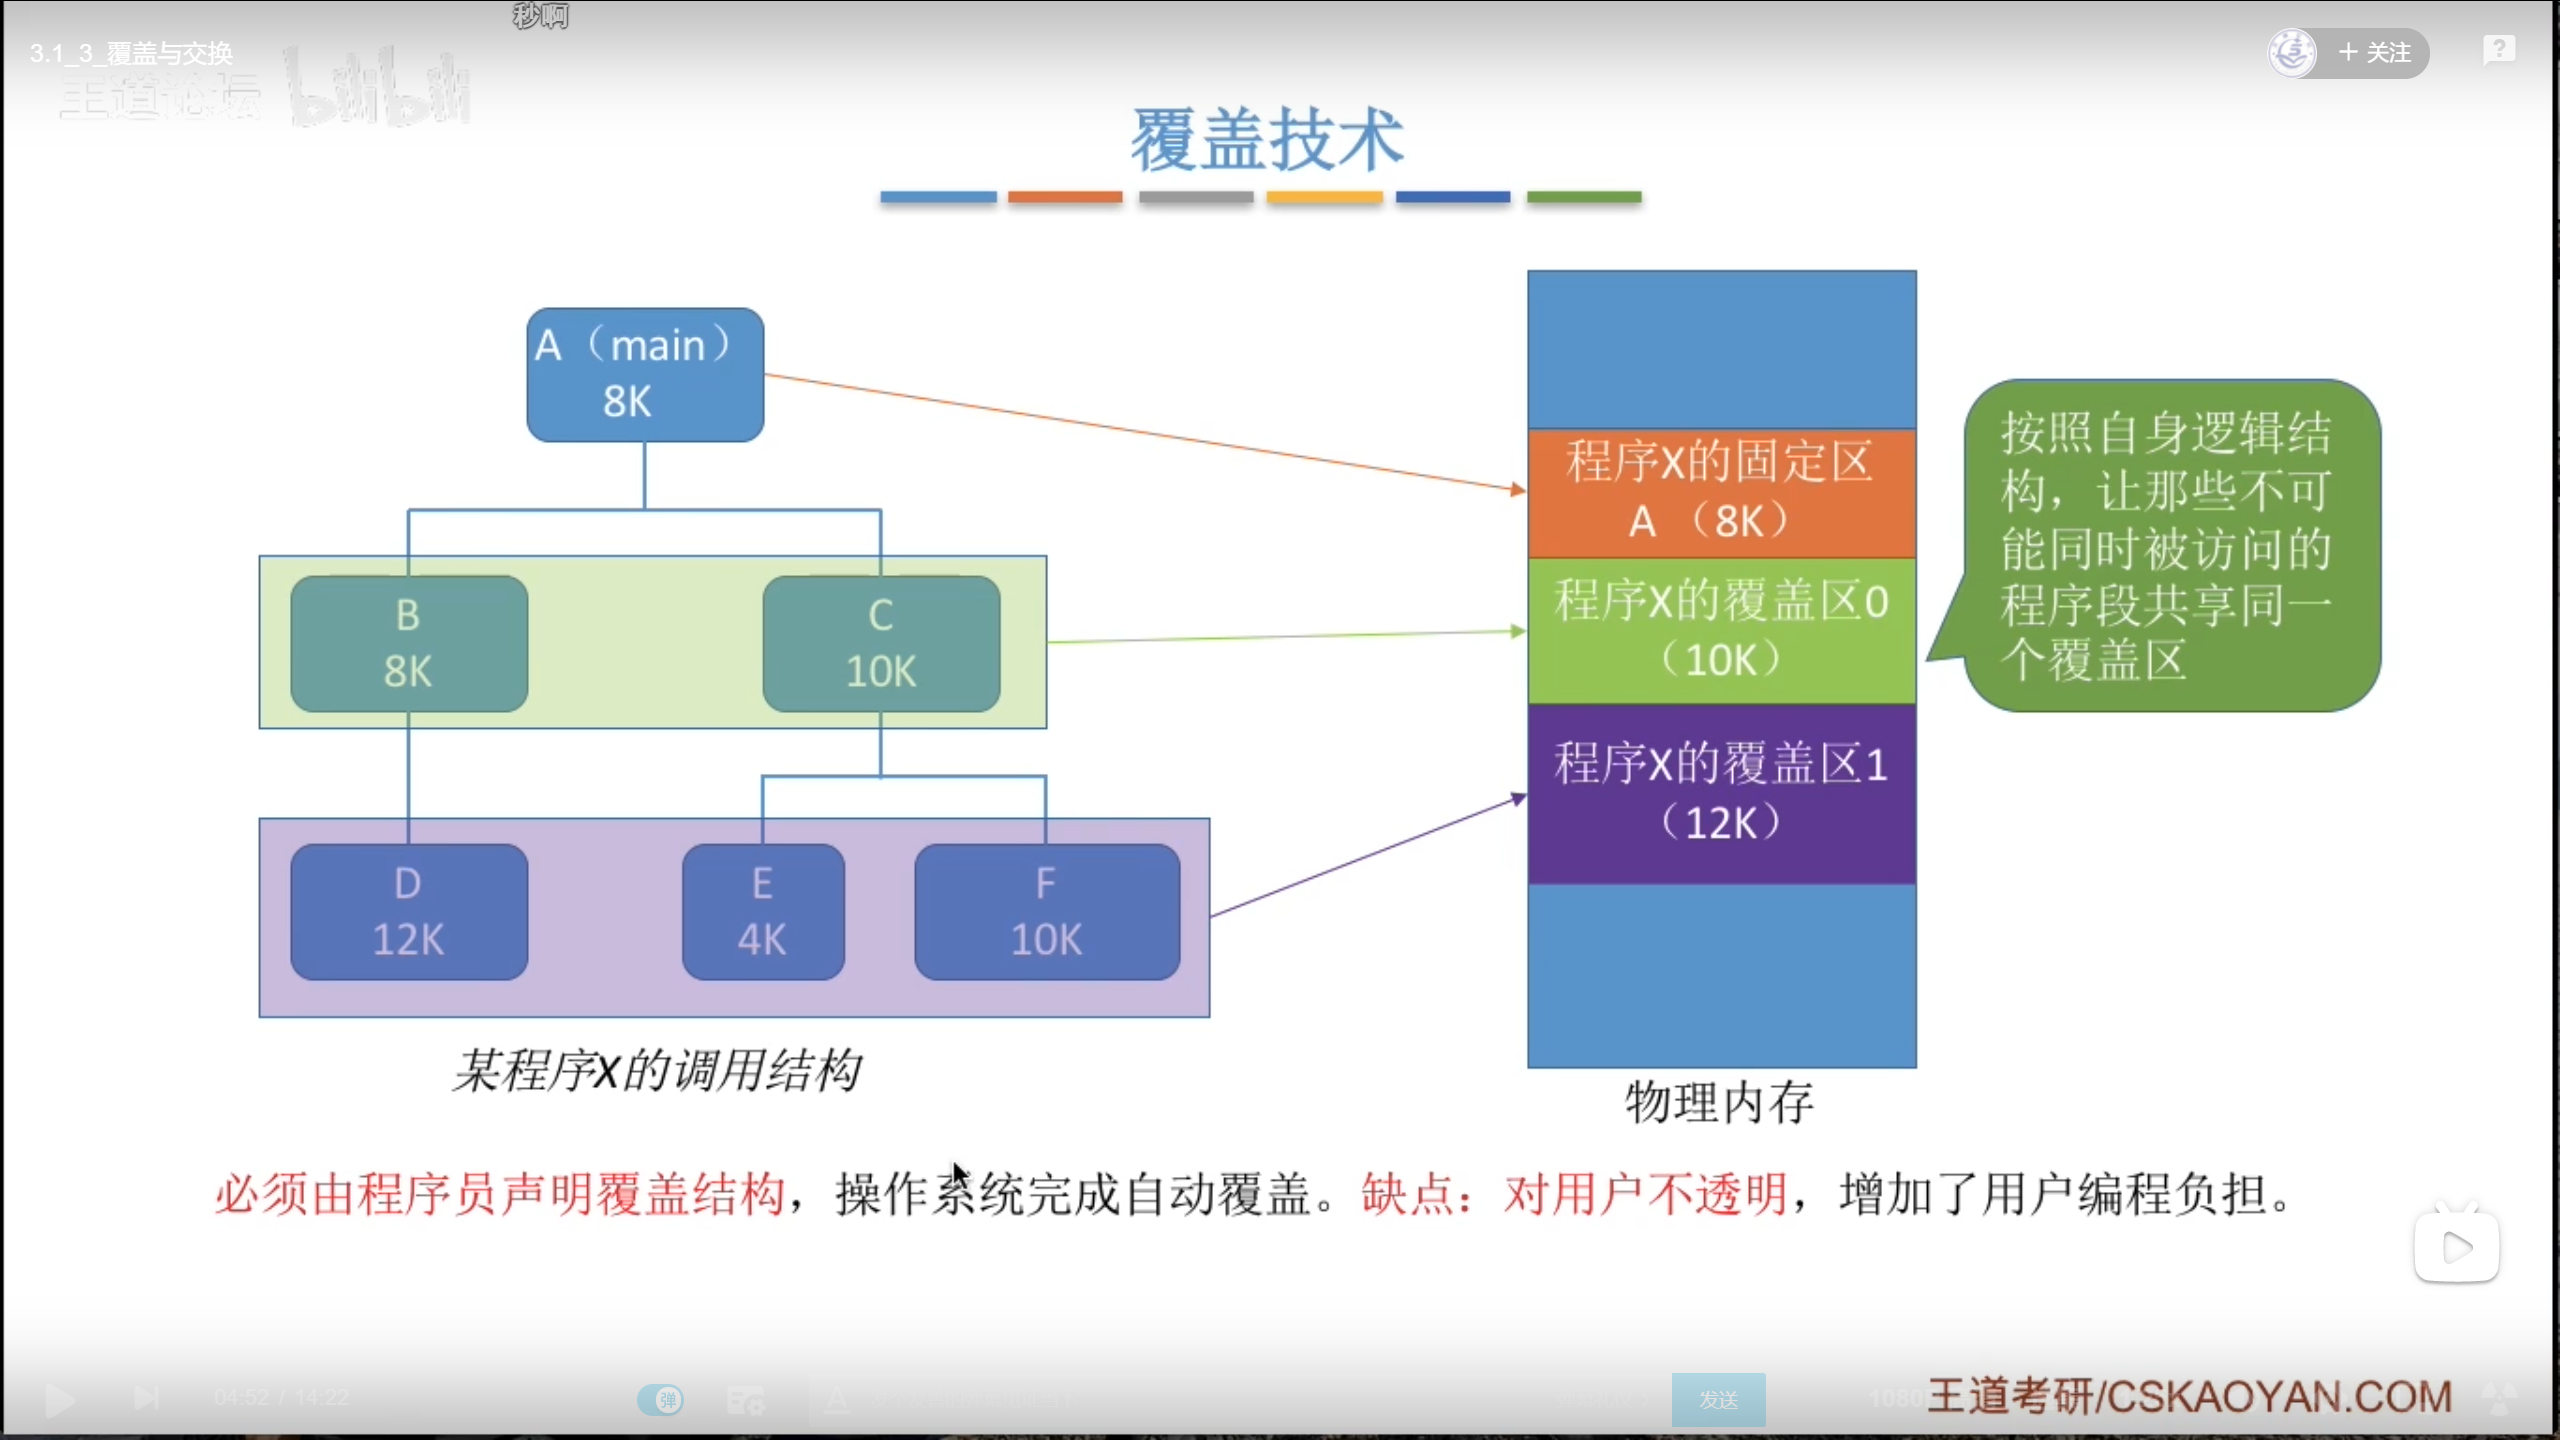 秒啊
3.1_3_覆盖与交换
+ 关注
王道论坛 bilibili
覆盖技术
A（main）
8K
B
8K
C
10K
D
12K
E
4K
F
10K
某程序X的调用结构
程序X的固定区
A （8K）
程序X的覆盖区0
（10K）
程序X的覆盖区1
（12K）
物理内存
按照自身逻辑结
构，让那些不可
能同时被访问的
程序段共享同一
个覆盖区
必须由程序员声明覆盖结构，操作系统完成自动覆盖。缺点：对用户不透明，增加了用户编程负担。
04:52 / 14:22
弹
发送
王道考研/CSKAOYAN.COM